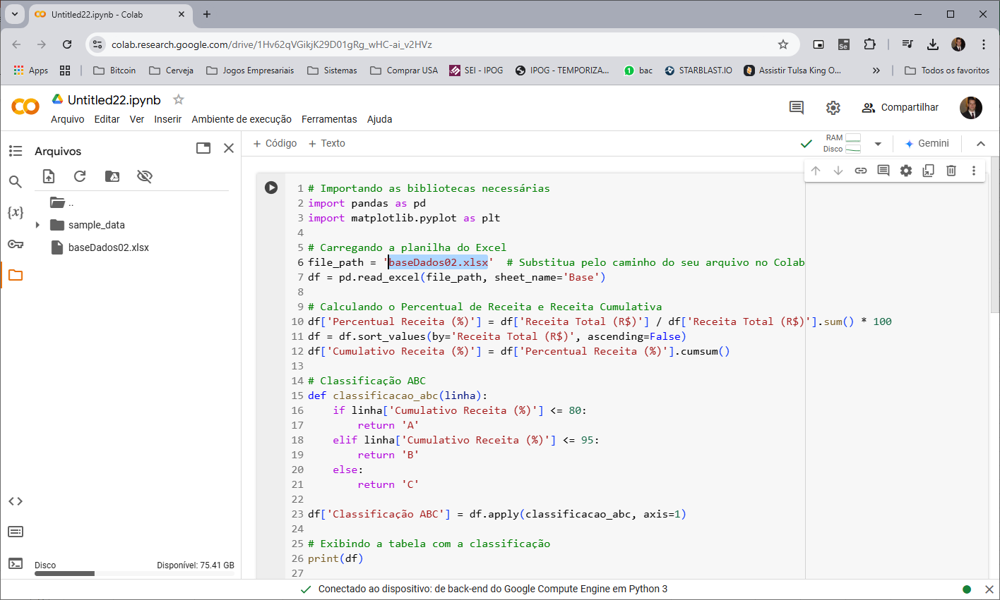 Untitled22.ipynb - Colab
colab.research.google.com/drive/1Hv62qVGikjK29D01gRg_wHC-ai_v2HVz
Apps
Bitcoin
Cerveja
Jogos Empresariais
Sistemas
Comprar USA
SEI - IPOG
IPOG - TEMPORIZA...
1 bac
STARBLAST.IO
Assistir Tulsa King O...
»
Todos os favoritos
CO
Untitled22.ipynb
Arquivo Editar Ver Inserir Ambiente de execução Ferramentas Ajuda
Compartilhar
Arquivos
+ Código + Texto
RAM
Disco
Gemini
..
sample_data
baseDados02.xlsx
{x}
1 # Importando as bibliotecas necessárias
2 import pandas as pd
3 import matplotlib.pyplot as plt
4
5 # Carregando a planilha do Excel
6 file_path = 'baseDados02.xlsx'  # Substitua pelo caminho do seu arquivo no Colab
7 df = pd.read_excel(file_path, sheet_name='Base')
8
9 # Calculando o Percentual de Receita e Receita Cumulativa
10 df['Percentual Receita (%)'] = df['Receita Total (R$)'] / df['Receita Total (R$)'].sum() * 100
11 df = df.sort_values(by='Receita Total (R$)', ascending=False)
12 df['Cumulativo Receita (%)'] = df['Percentual Receita (%)'].cumsum()
13
14 # Classificação ABC
15 def classificacao_abc(linha):
16     if linha['Cumulativo Receita (%)'] <= 80:
17         return 'A'
18     elif linha['Cumulativo Receita (%)'] <= 95:
19         return 'B'
20     else:
21         return 'C'
22
23 df['Classificação ABC'] = df.apply(classificacao_abc, axis=1)
24
25 # Exibindo a tabela com a classificação
26 print(df)
27
Disco
Disponível: 75.41 GB
Conectado ao dispositivo: de back-end do Google Compute Engine em Python 3